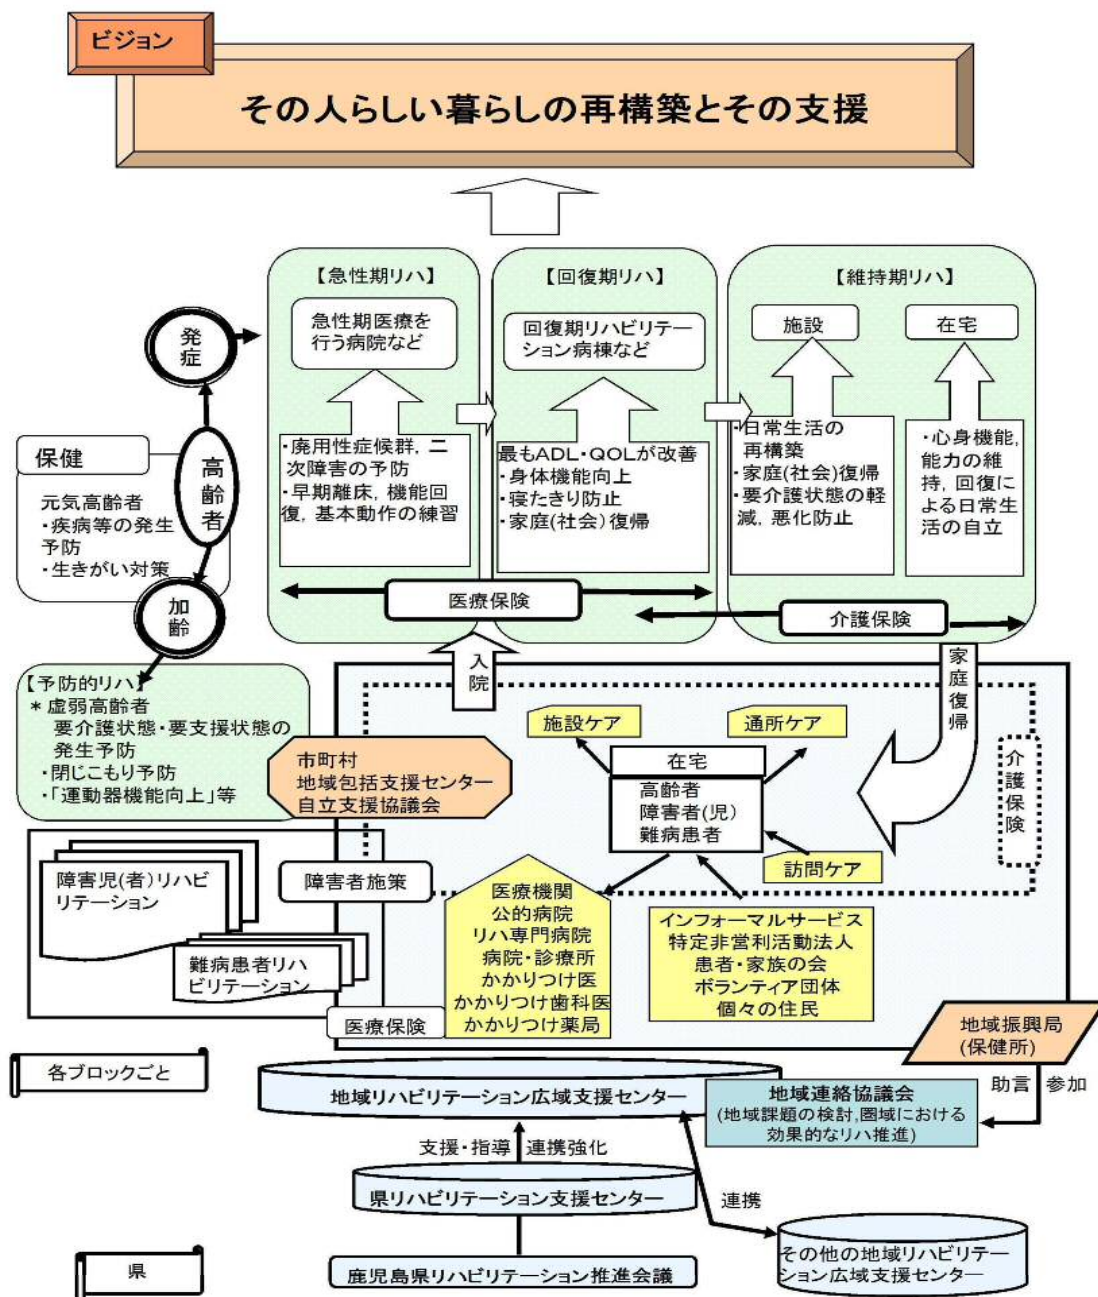 ビジョン
その人らしい暮らしの再構築とその支援
【急性期リハ】
急性期医療を
行う病院など
・廃用性症候群，二
次障害の予防
・早期離床，機能回
復，基本動作の練習
【回復期リハ】
回復期リハビリテー
ション病棟など
最もADL・QOLが改善
・身体機能向上
・寝たきり防止
・家庭(社会）復帰
【維持期リハ】
施設
在宅
・日常生活の
再構築
・家庭(社会)復帰
・要介護状態の軽
減，悪化防止
・心身機能，
能力の維
持，回復によ
る日常生
活の自立
発症
高齢者
加齢
保健
元気高齢者
・疾病等の発生
予防
・生きがい対策
医療保険
介護保険
入院
家庭復帰
【予防的リハ】
＊虚弱高齢者
要介護状態・要支援状態の
発生予防
・閉じこもり予防
・「運動器機能向上」等
市町村
地域包括支援センター
自立支援協議会
施設ケア
通所ケア
在宅
高齢者
障害者(児）
難病患者
訪問ケア
介護保険
障害児(者)リハビ
リテーション
難病患者リハ
ビリテーション
障害者施策
医療保険
医療機関
公的病院
リハ専門病院
病院・診療所
かかりつけ医
かかりつけ歯科医
かかりつけ薬局
インフォーマルサービス
特定非営利活動法人
患者・家族の会
ボランティア団体
個々の住民
地域振興局
(保健所)
助言
参加
各ブロックごと
地域リハビリテーション広域支援センター
地域連絡協議会
(地域課題の検討,圏域における
効果的なリハ推進)
支援・指導
連携強化
県リハビリテーション支援センター
連携
その他の地域リハビリテー
ション広域支援センター
県
鹿児島県リハビリテーション推進会議